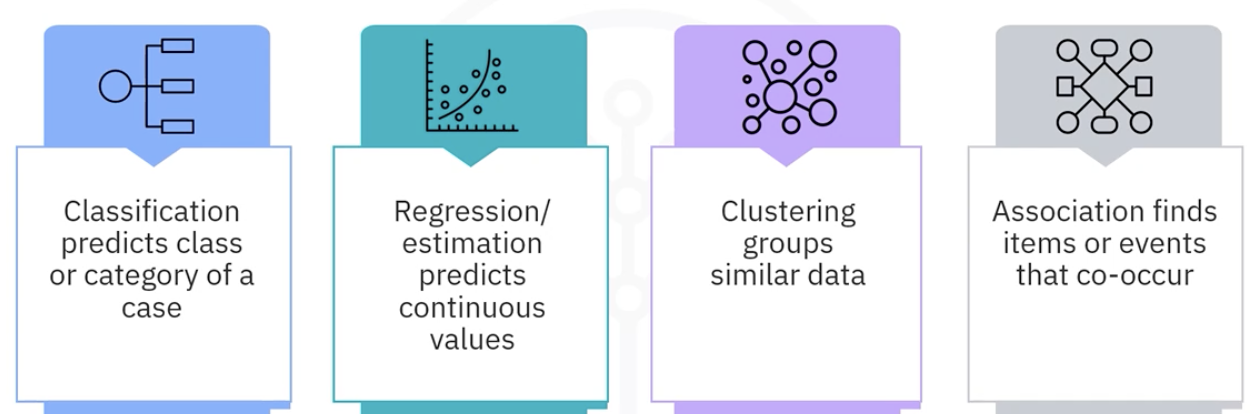 Classification
predicts class
or category of a
case
Regression/
estimation
predicts
continuous
values
Clustering
groups
similar data
Association finds
items or events
that co-occur